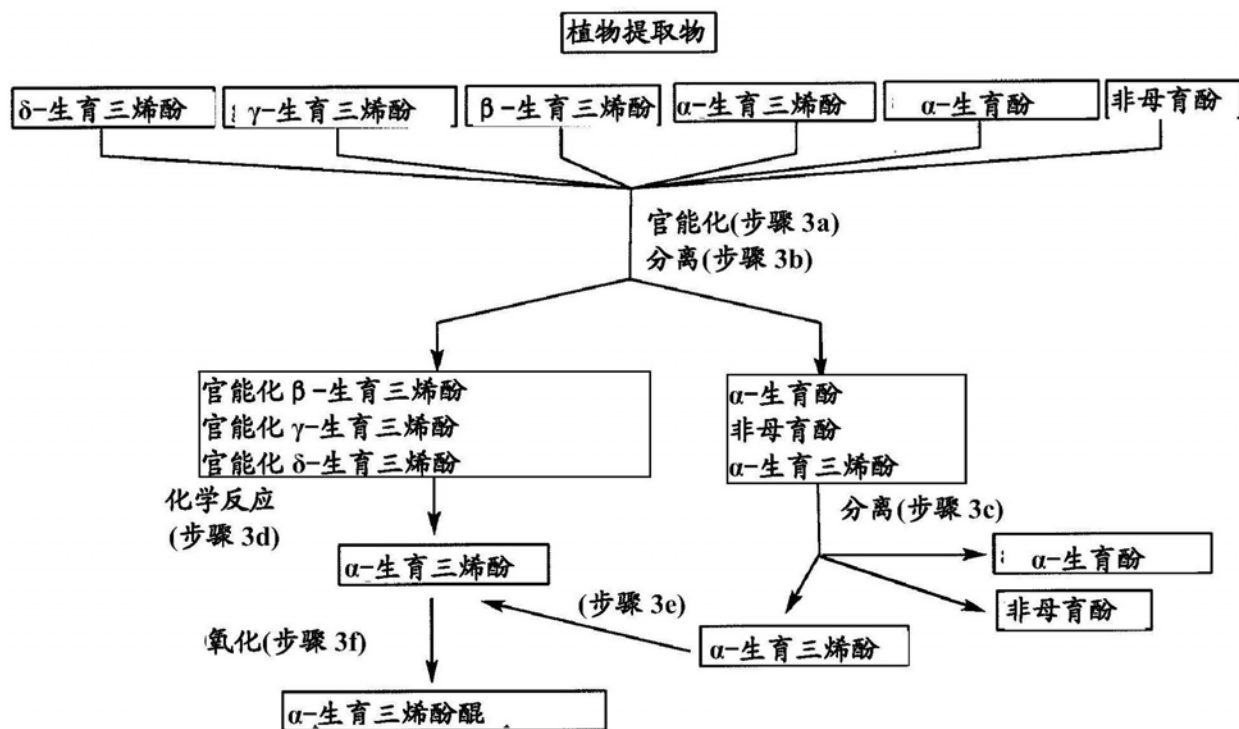 植物提取物
δ-生育三烯酚
γ-生育三烯酚
β-生育三烯酚
α-生育三烯酚
α-生育酚
非母育酚
官能化(步骤 3a)
分离(步骤 3b)
官能化 β-生育三烯酚
官能化 γ-生育三烯酚
官能化 δ-生育三烯酚
α-生育酚
非母育酚
α-生育三烯酚
化学反应
(步骤 3d)
分离(步骤 3c)
α-生育三烯酚
α-生育酚
(步骤 3e)
非母育酚
氧化(步骤 3f)
α-生育三烯酚
α-生育三烯酚醌